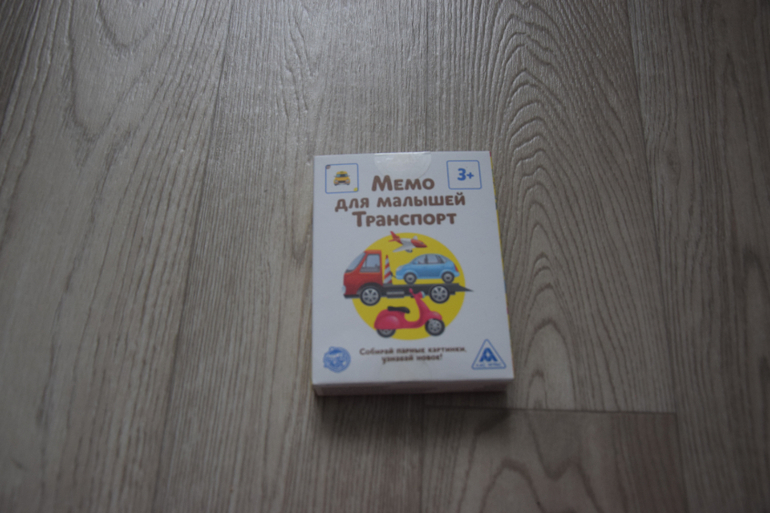 3+
Мемо
для малышей
Транспорт
Собирай парные картинки,
узнавай новое!